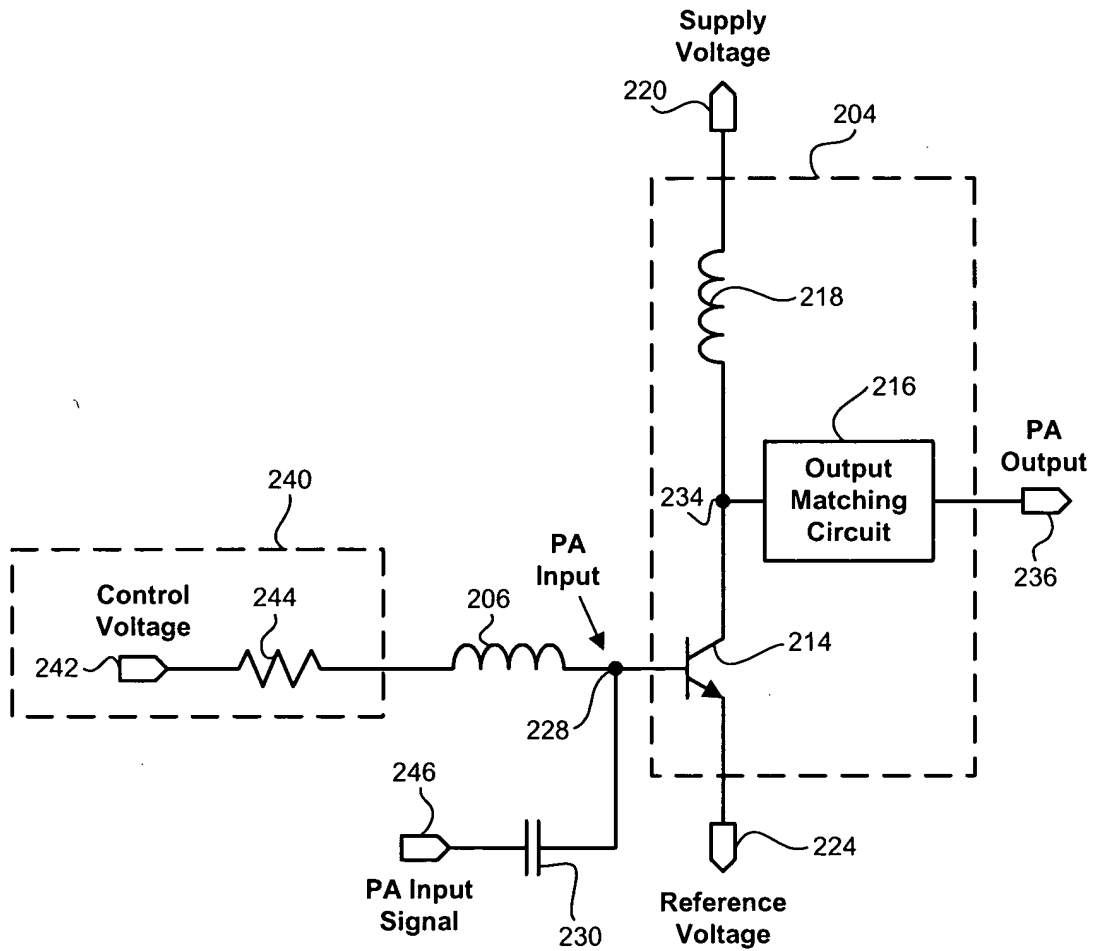 Supply
Voltage
220
204
218
216
PA
Output
Output
Matching
Circuit
234
236
240
PA
Input
Control
Voltage
244
206
242
214
228
246
224
PA Input
Signal
230
Reference
Voltage